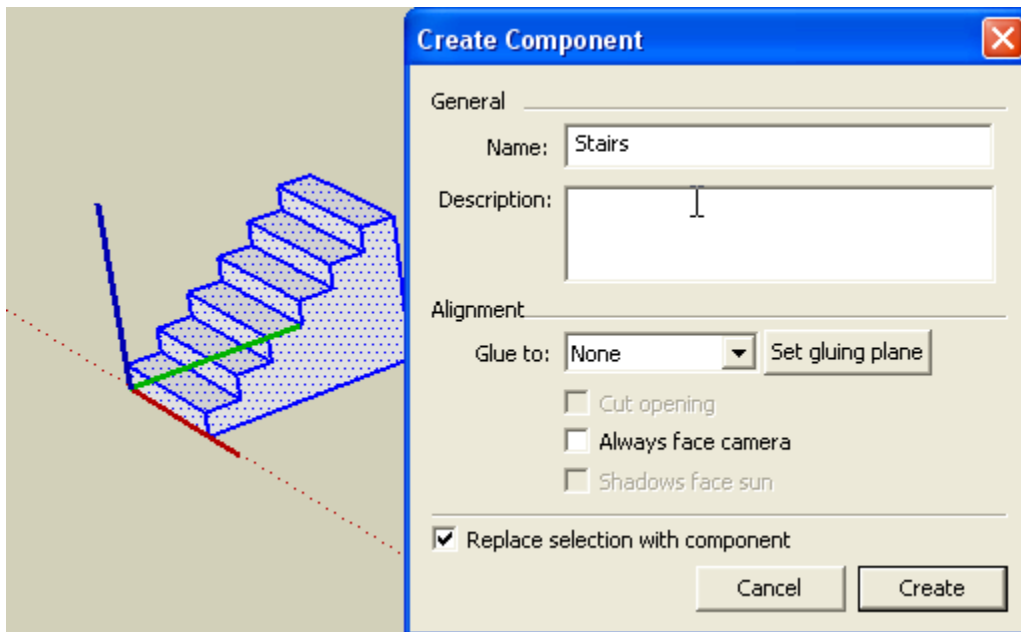 Create Component
General
Name: Stairs
Description:
Alignment
Glue to: None Set gluing plane
Cut opening
Always face camera
Shadows face sun
Replace selection with component
Cancel Create